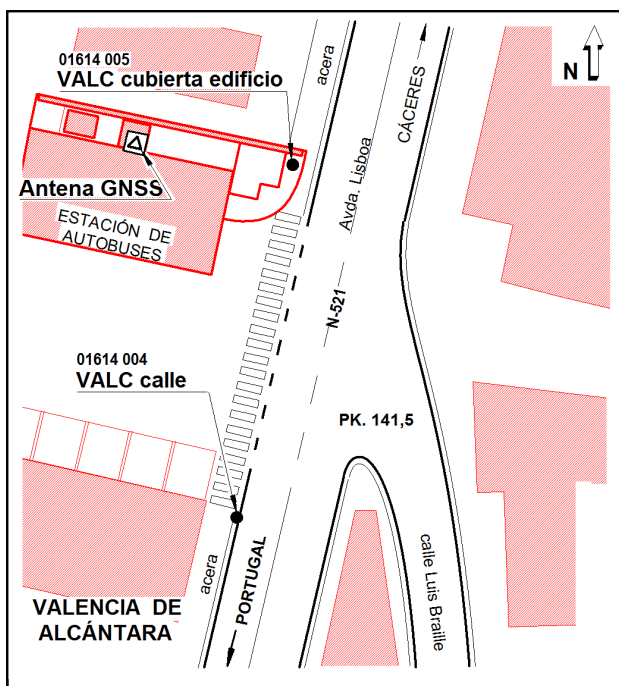 01614 005
VALC cubierta edificio
acera
CÁCERES
N
Avda. Lisboa
Antena GNSS
ESTACIÓN DE
AUTOBUSES
N-521
01614 004
VALC calle
PK. 141,5
acera
PORTUGAL
calle Luis Braille
VALENCIA DE
ALCÁNTARA